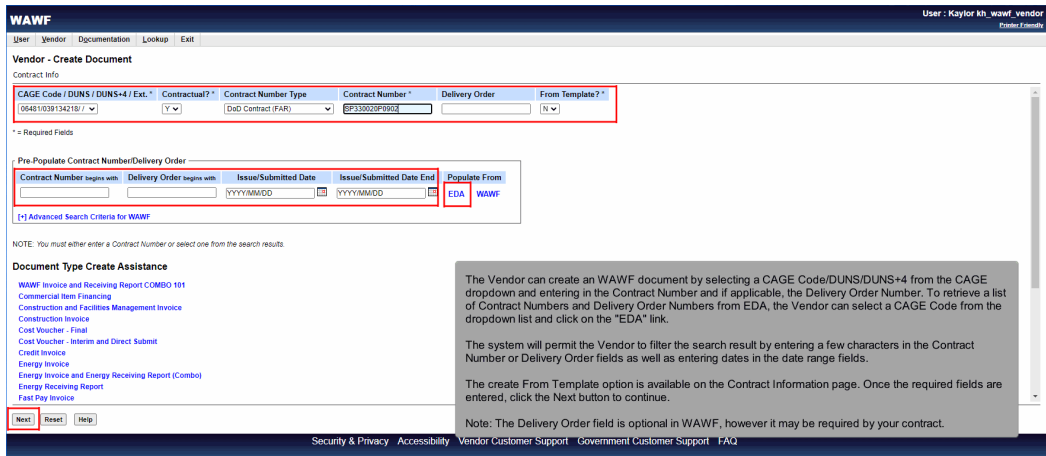 WAWF
User : Kaylor kh_wawf_vendor
Printer Friendly
User Vendor Documentation Lookup Exit
Vendor - Create Document
Contract Info
CAGE Code / DUNS / DUNS+4 / Ext. * Contractual? * Contract Number Type Contract Number * Delivery Order From Template? *
06481/039134218/ / Y DoD Contract (FAR) SP330020P0902 N
* = Required Fields
Pre-Populate Contract Number/Delivery Order
Contract Number begins with Delivery Order begins with Issue/Submitted Date Issue/Submitted Date End Populate From
YYYY/MM/DD YYYY/MM/DD EDA WAWF
[+] Advanced Search Criteria for WAWF
NOTE: You must either enter a Contract Number or select one from the search results.
Document Type Create Assistance
WAWF Invoice and Receiving Report COMBO 101
Commercial Item Financing
Construction and Facilities Management Invoice
Construction Invoice
Cost Voucher - Final
Cost Voucher - Interim and Direct Submit
Credit Invoice
Energy Invoice
Energy Invoice and Energy Receiving Report (Combo)
Energy Receiving Report
Fast Pay Invoice
The Vendor can create an WAWF document by selecting a CAGE Code/DUNS/DUNS+4 from the CAGE
dropdown and entering in the Contract Number and if applicable, the Delivery Order Number. To retrieve a list
of Contract Numbers and Delivery Order Numbers from EDA, the Vendor can select a CAGE Code from the
dropdown list and click on the "EDA" link.
The system will permit the Vendor to filter the search result by entering a few characters in the Contract
Number or Delivery Order fields as well as entering dates in the date range fields.
The create From Template option is available on the Contract Information page. Once the required fields are
entered, click the Next button to continue.
Note: The Delivery Order field is optional in WAWF, however it may be required by your contract.
Next Reset Help
Security & Privacy Accessibility Vendor Customer Support Government Customer Support FAQ